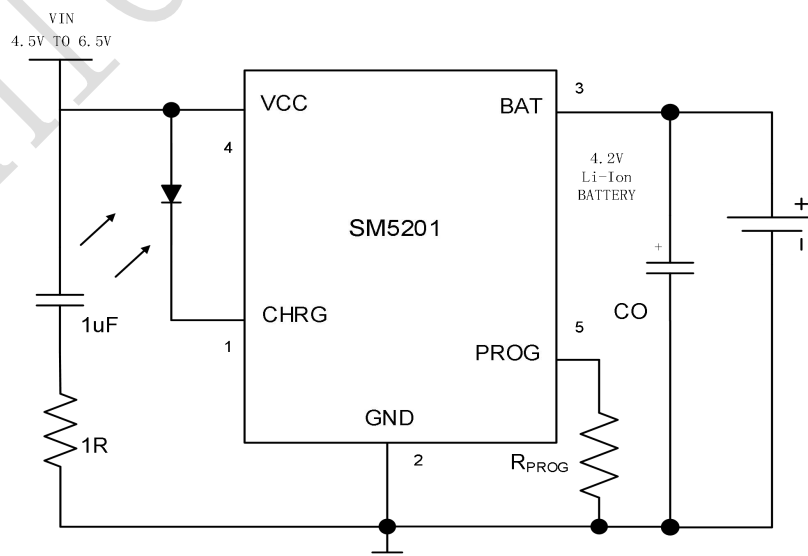 VIN
4.5V TO 6.5V
VCC
BAT
3
4
4.2V
Li-Ion
BATTERY
+
SM5201
+
-
CHRG
1uF
1
CO
5
PROG
GND
1R
2
RPROG